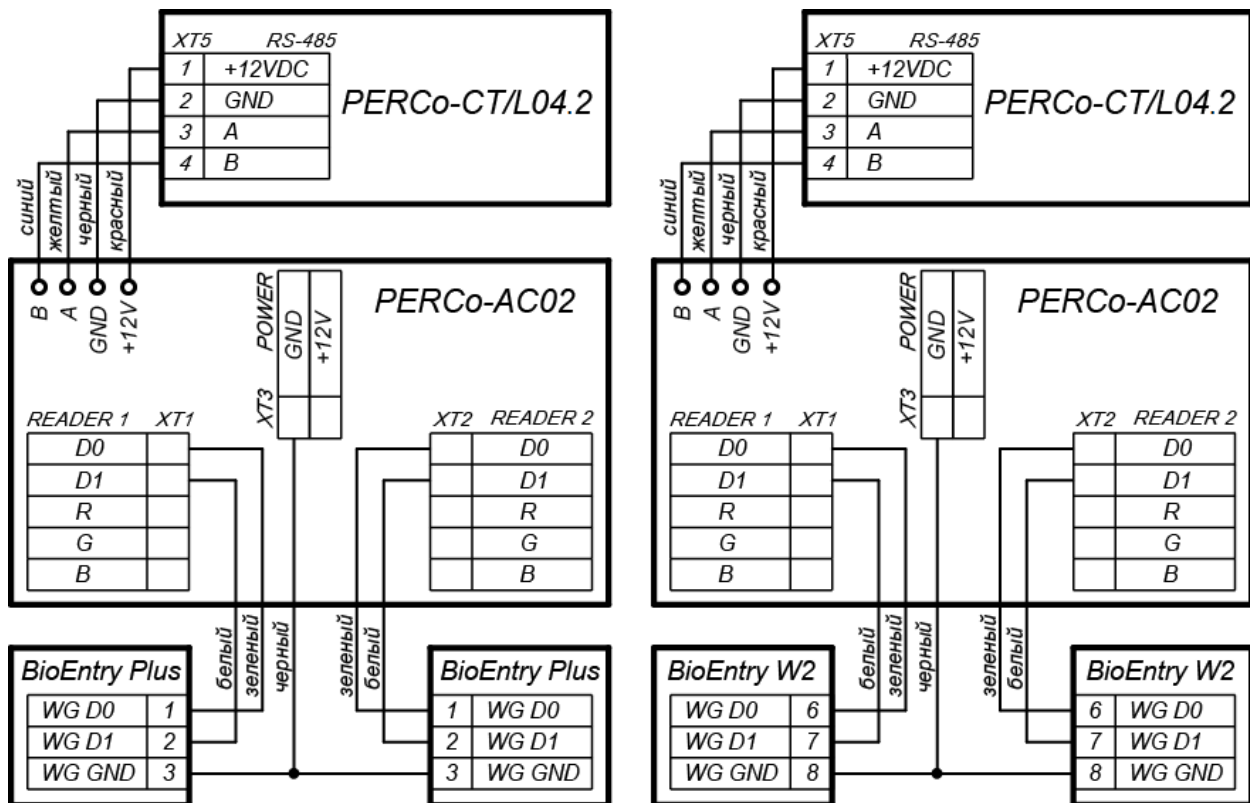 XT5 RS-485
1 +12VDC
2 GND
3 A
4 B
PERCo-CT/L04.2
синий
желтый
черный
красный
B
A
GND
+12V
POWER
GND
+12V
XT3
PERCo-AC02
READER 1 XT1
D0
D1
R
G
B
XT2 READER 2
D0
D1
R
G
B
белый
зеленый
черный
зеленый
белый
BioEntry Plus
WG D0 1
WG D1 2
WG GND 3
BioEntry Plus
1 WG D0
2 WG D1
3 WG GND
XT5 RS-485
1 +12VDC
2 GND
3 A
4 B
PERCo-CT/L04.2
синий
желтый
черный
красный
B
A
GND
+12V
POWER
GND
+12V
XT3
PERCo-AC02
READER 1 XT1
D0
D1
R
G
B
XT2 READER 2
D0
D1
R
G
B
белый
зеленый
черный
зеленый
белый
BioEntry W2
WG D0 6
WG D1 7
WG GND 8
BioEntry W2
6 WG D0
7 WG D1
8 WG GND